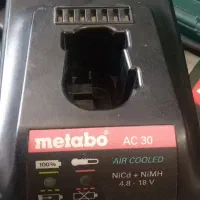 metabo AC 30
100%
AIR COOLED
NiCd + NiMH
4,8 - 18 V